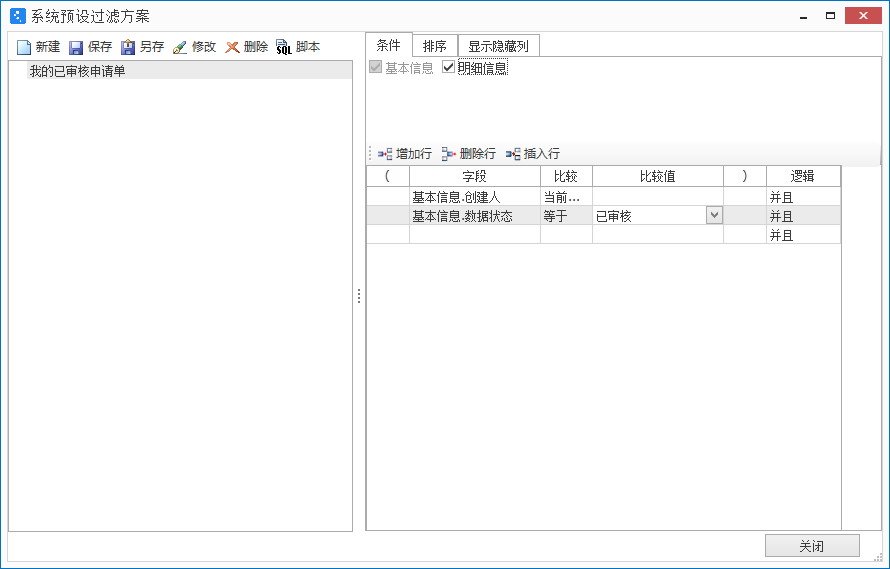 系统预设过滤方案
新建 保存 另存 修改 删除 SQL 脚本
我的已审核申请单
条件 排序 显示隐藏列
基本信息 明细信息
增加行 删除行 插入行
( 字段 比较 比较值 ) 逻辑
基本信息.创建人 当前... 并且
基本信息.数据状态 等于 已审核 并且
并且
关闭